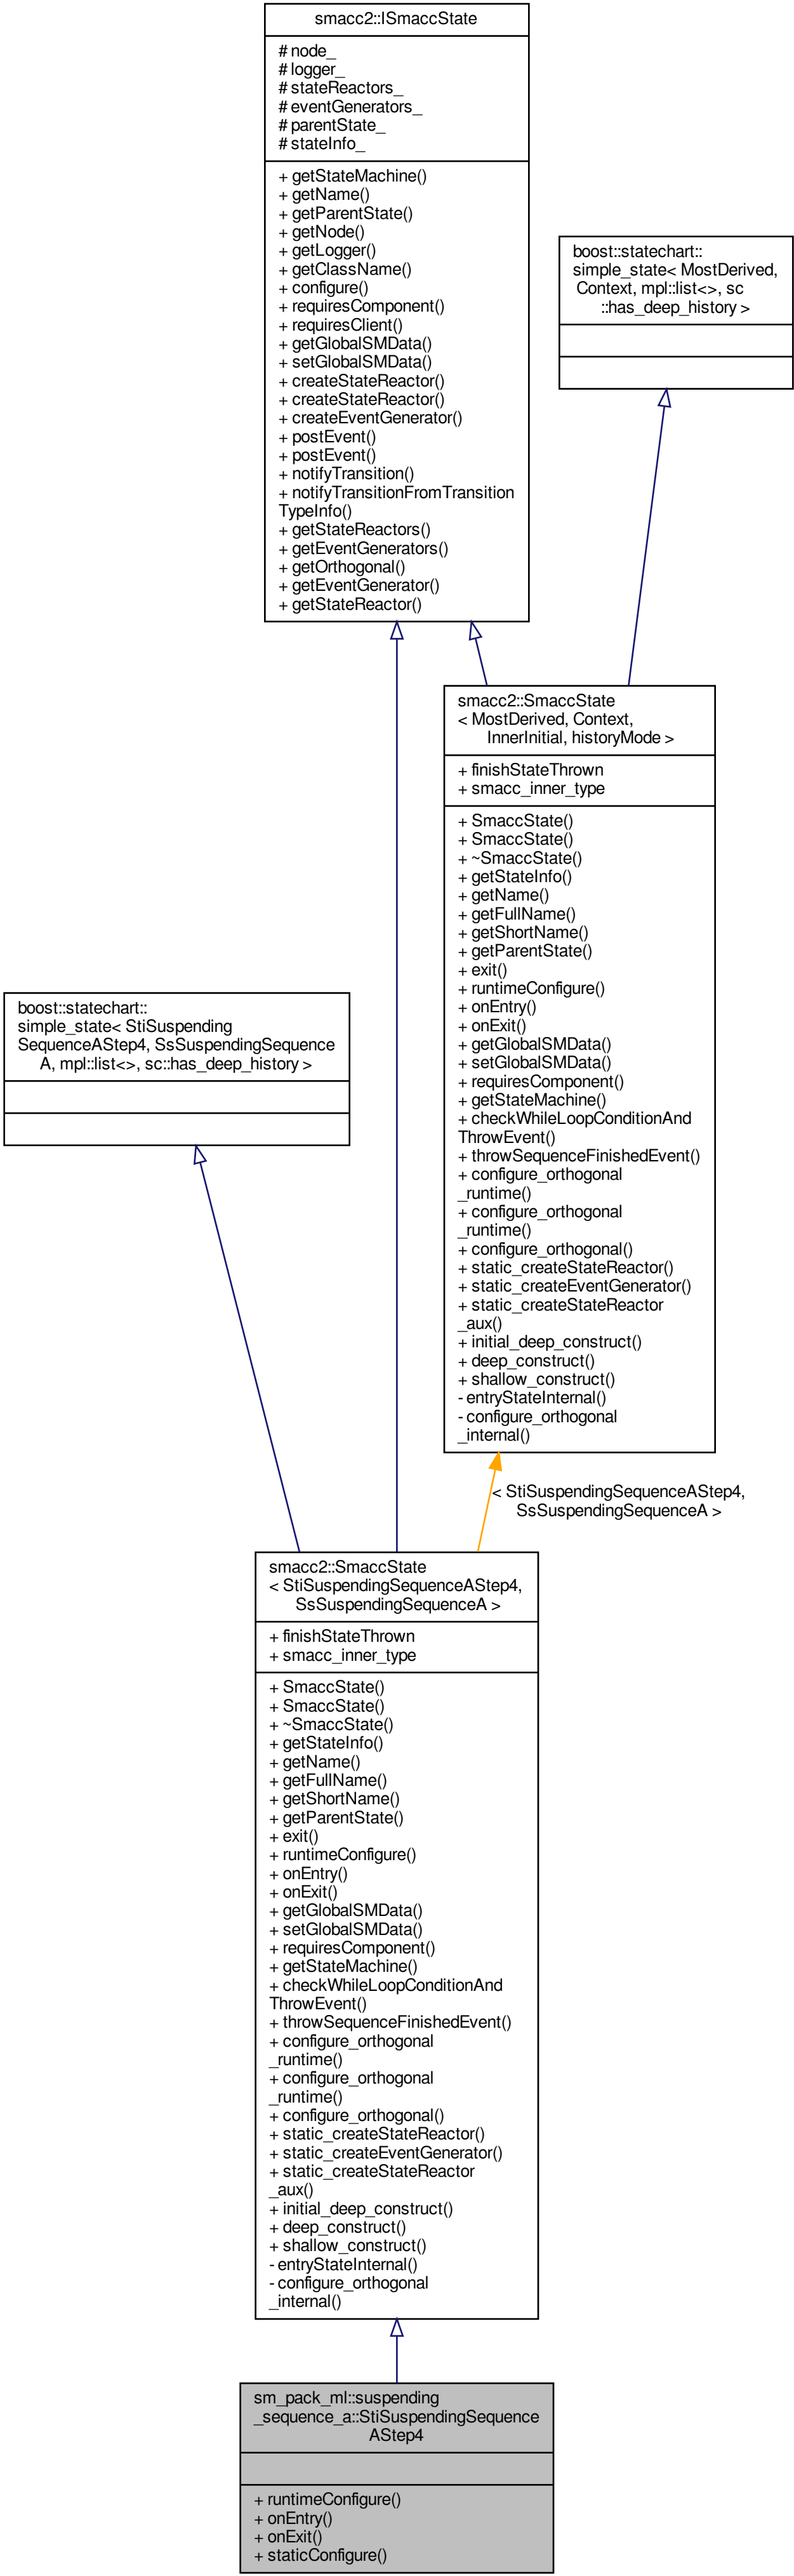 smacc2::ISmaccState
# node_
# logger_
# stateReactors_
# eventGenerators_
# parentState_
# stateInfo_
+ getStateMachine()
+ getName()
+ getParentState()
+ getNode()
+ getLogger()
+ getClassName()
+ configure()
+ requiresComponent()
+ requiresClient()
+ getGlobalSMData()
+ setGlobalSMData()
+ createStateReactor()
+ createStateReactor()
+ createEventGenerator()
+ postEvent()
+ postEvent()
+ notifyTransition()
+ notifyTransitionFromTransition
TypeInfo()
+ getStateReactors()
+ getEventGenerators()
+ getOrthogonal()
+ getEventGenerator()
+ getStateReactor()
boost::statechart::
simple_state< MostDerived,
Context, mpl::list<>, sc
::has_deep_history >
smacc2::SmaccState
< MostDerived, Context,
InnerInitial, historyMode >
+ finishStateThrown
+ smacc_inner_type
+ SmaccState()
+ SmaccState()
+ ~SmaccState()
+ getStateInfo()
+ getName()
+ getFullName()
+ getShortName()
+ getParentState()
+ exit()
+ runtimeConfigure()
+ onEntry()
+ onExit()
+ getGlobalSMData()
+ setGlobalSMData()
+ requiresComponent()
+ getStateMachine()
+ checkWhileLoopConditionAnd
ThrowEvent()
+ throwSequenceFinishedEvent()
+ configure_orthogonal
_runtime()
+ configure_orthogonal
_runtime()
+ configure_orthogonal()
+ static_createStateReactor()
+ static_createEventGenerator()
+ static_createStateReactor
_aux()
+ initial_deep_construct()
+ deep_construct()
+ shallow_construct()
- entryStateInternal()
- configure_orthogonal
_internal()
boost::statechart::
simple_state< StiSuspending
SequenceAStep4, SsSuspendingSequence
A, mpl::list<>, sc::has_deep_history >
< StiSuspendingSequenceAStep4,
SsSuspendingSequenceA >
smacc2::SmaccState
< StiSuspendingSequenceAStep4,
SsSuspendingSequenceA >
+ finishStateThrown
+ smacc_inner_type
+ SmaccState()
+ SmaccState()
+ ~SmaccState()
+ getStateInfo()
+ getName()
+ getFullName()
+ getShortName()
+ getParentState()
+ exit()
+ runtimeConfigure()
+ onEntry()
+ onExit()
+ getGlobalSMData()
+ setGlobalSMData()
+ requiresComponent()
+ getStateMachine()
+ checkWhileLoopConditionAnd
ThrowEvent()
+ throwSequenceFinishedEvent()
+ configure_orthogonal
_runtime()
+ configure_orthogonal
_runtime()
+ configure_orthogonal()
+ static_createStateReactor()
+ static_createEventGenerator()
+ static_createStateReactor
_aux()
+ initial_deep_construct()
+ deep_construct()
+ shallow_construct()
- entryStateInternal()
- configure_orthogonal
_internal()
sm_pack_ml::suspending
_sequence_a::StiSuspendingSequence
AStep4
+ runtimeConfigure()
+ onEntry()
+ onExit()
+ staticConfigure()